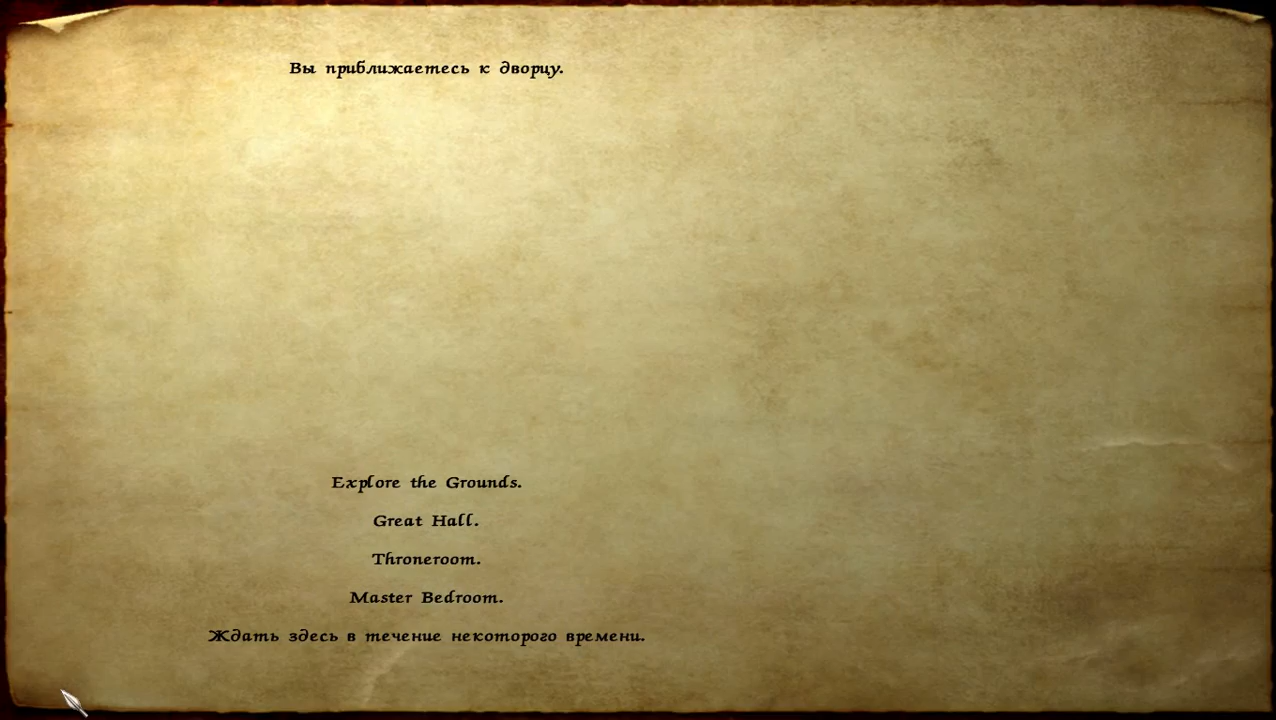 Вы приближаетесь к дворцу.
Explore the Grounds.
Great Hall.
Throneroom.
Master Bedroom.
Ждать здесь в течение некоторого времени.